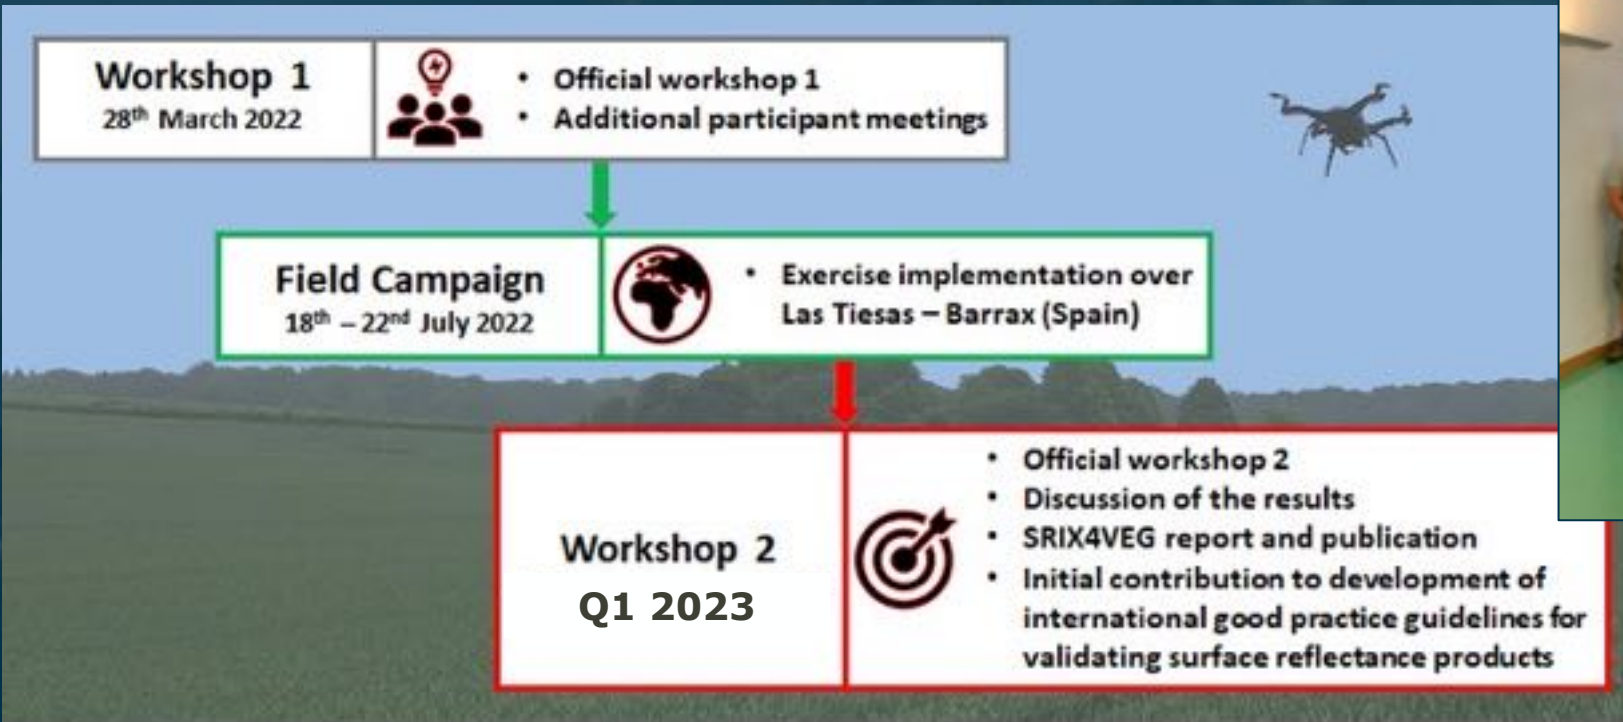 Workshop 1
28th March 2022
• Official workshop 1
• Additional participant meetings
Field Campaign
18th – 22nd July 2022
• Exercise implementation over
Las Tiesas – Barrax (Spain)
Workshop 2
Q1 2023
• Official workshop 2
• Discussion of the results
• SRIX4VEG report and publication
• Initial contribution to development of
international good practice guidelines for
validating surface reflectance products